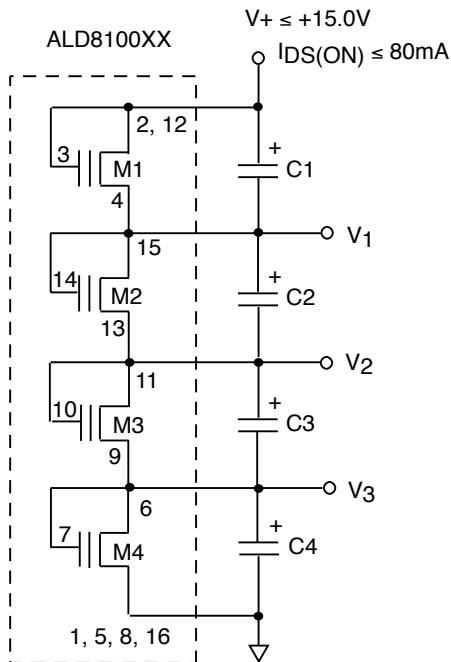 V+ ≤ +15.0V
ALD8100XX
IDS(ON) ≤ 80mA
2, 12
+
3
M1
C1
4
V1
15
+
14
M2
C2
13
V2
11
+
10
M3
C3
9
V3
6
+
7
M4
C4
1, 5, 8, 16